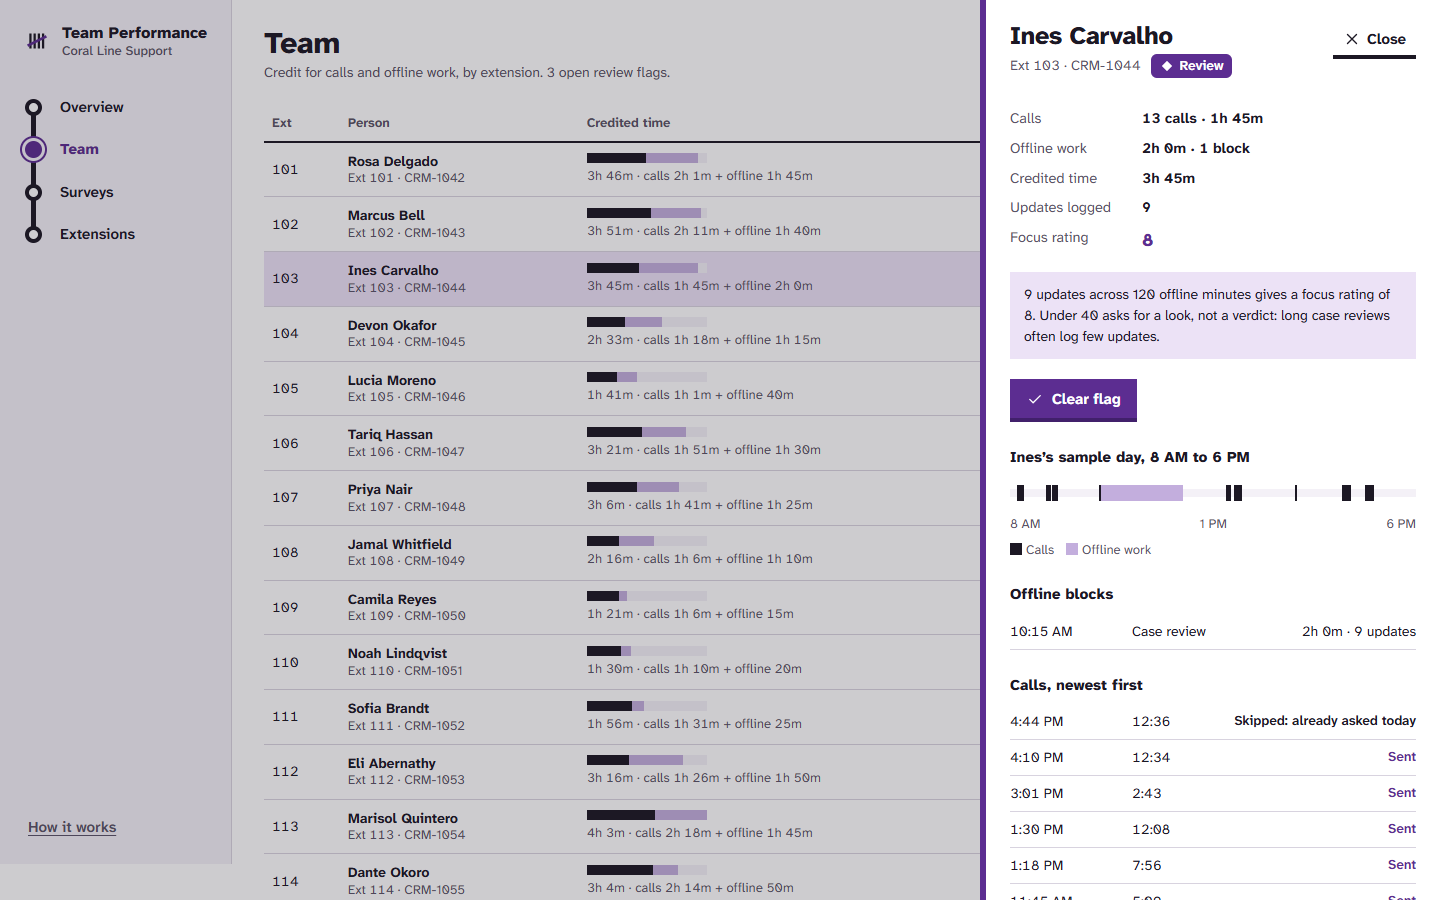 Team Performance
Coral Line Support
Overview
Team
Surveys
Extensions
How it works
Team
Credit for calls and offline work, by extension. 3 open review flags.
Ext Person Credited time
101 Rosa Delgado
Ext 101 · CRM-1042
3h 46m · calls 2h 1m + offline 1h 45m
102 Marcus Bell
Ext 102 · CRM-1043
3h 51m · calls 2h 11m + offline 1h 40m
103 Ines Carvalho
Ext 103 · CRM-1044
3h 45m · calls 1h 45m + offline 2h 0m
104 Devon Okafor
Ext 104 · CRM-1045
2h 33m · calls 1h 18m + offline 1h 15m
105 Lucia Moreno
Ext 105 · CRM-1046
1h 41m · calls 1h 1m + offline 40m
106 Tariq Hassan
Ext 106 · CRM-1047
3h 21m · calls 1h 51m + offline 1h 30m
107 Priya Nair
Ext 107 · CRM-1048
3h 6m · calls 1h 41m + offline 1h 25m
108 Jamal Whitfield
Ext 108 · CRM-1049
2h 16m · calls 1h 6m + offline 1h 10m
109 Camila Reyes
Ext 109 · CRM-1050
1h 21m · calls 1h 6m + offline 15m
110 Noah Lindqvist
Ext 110 · CRM-1051
1h 30m · calls 1h 10m + offline 20m
111 Sofia Brandt
Ext 111 · CRM-1052
1h 56m · calls 1h 31m + offline 25m
112 Eli Abernathy
Ext 112 · CRM-1053
3h 16m · calls 1h 26m + offline 1h 50m
113 Marisol Quintero
Ext 113 · CRM-1054
4h 3m · calls 2h 18m + offline 1h 45m
114 Dante Okoro
Ext 114 · CRM-1055
3h 4m · calls 2h 14m + offline 50m
Ines Carvalho
Close
Ext 103 · CRM-1044
Review
Calls 13 calls · 1h 45m
Offline work 2h 0m · 1 block
Credited time 3h 45m
Updates logged 9
Focus rating 8
9 updates across 120 offline minutes gives a focus rating of
8. Under 40 asks for a look, not a verdict: long case reviews
often log few updates.
Clear flag
Ines’s sample day, 8 AM to 6 PM
8 AM 1 PM 6 PM
Calls Offline work
Offline blocks
10:15 AM Case review 2h 0m · 9 updates
Calls, newest first
4:44 PM 12:36 Skipped: already asked today
4:10 PM 12:34 Sent
3:01 PM 2:43 Sent
1:30 PM 12:08 Sent
1:18 PM 7:56 Sent